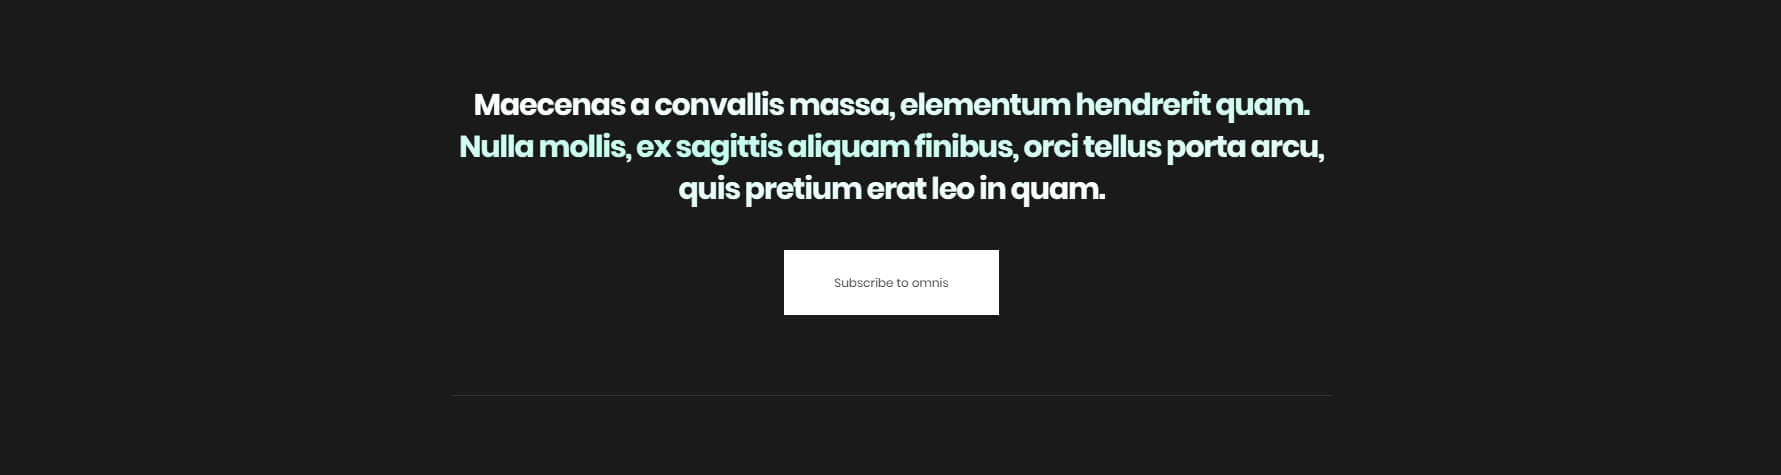 Maecenas a convallis massa, elementum hendrerit quam.
Nulla mollis, ex sagittis aliquam finibus, orci tellus porta arcu,
quis pretium erat leo in quam.
Subscribe to omnis